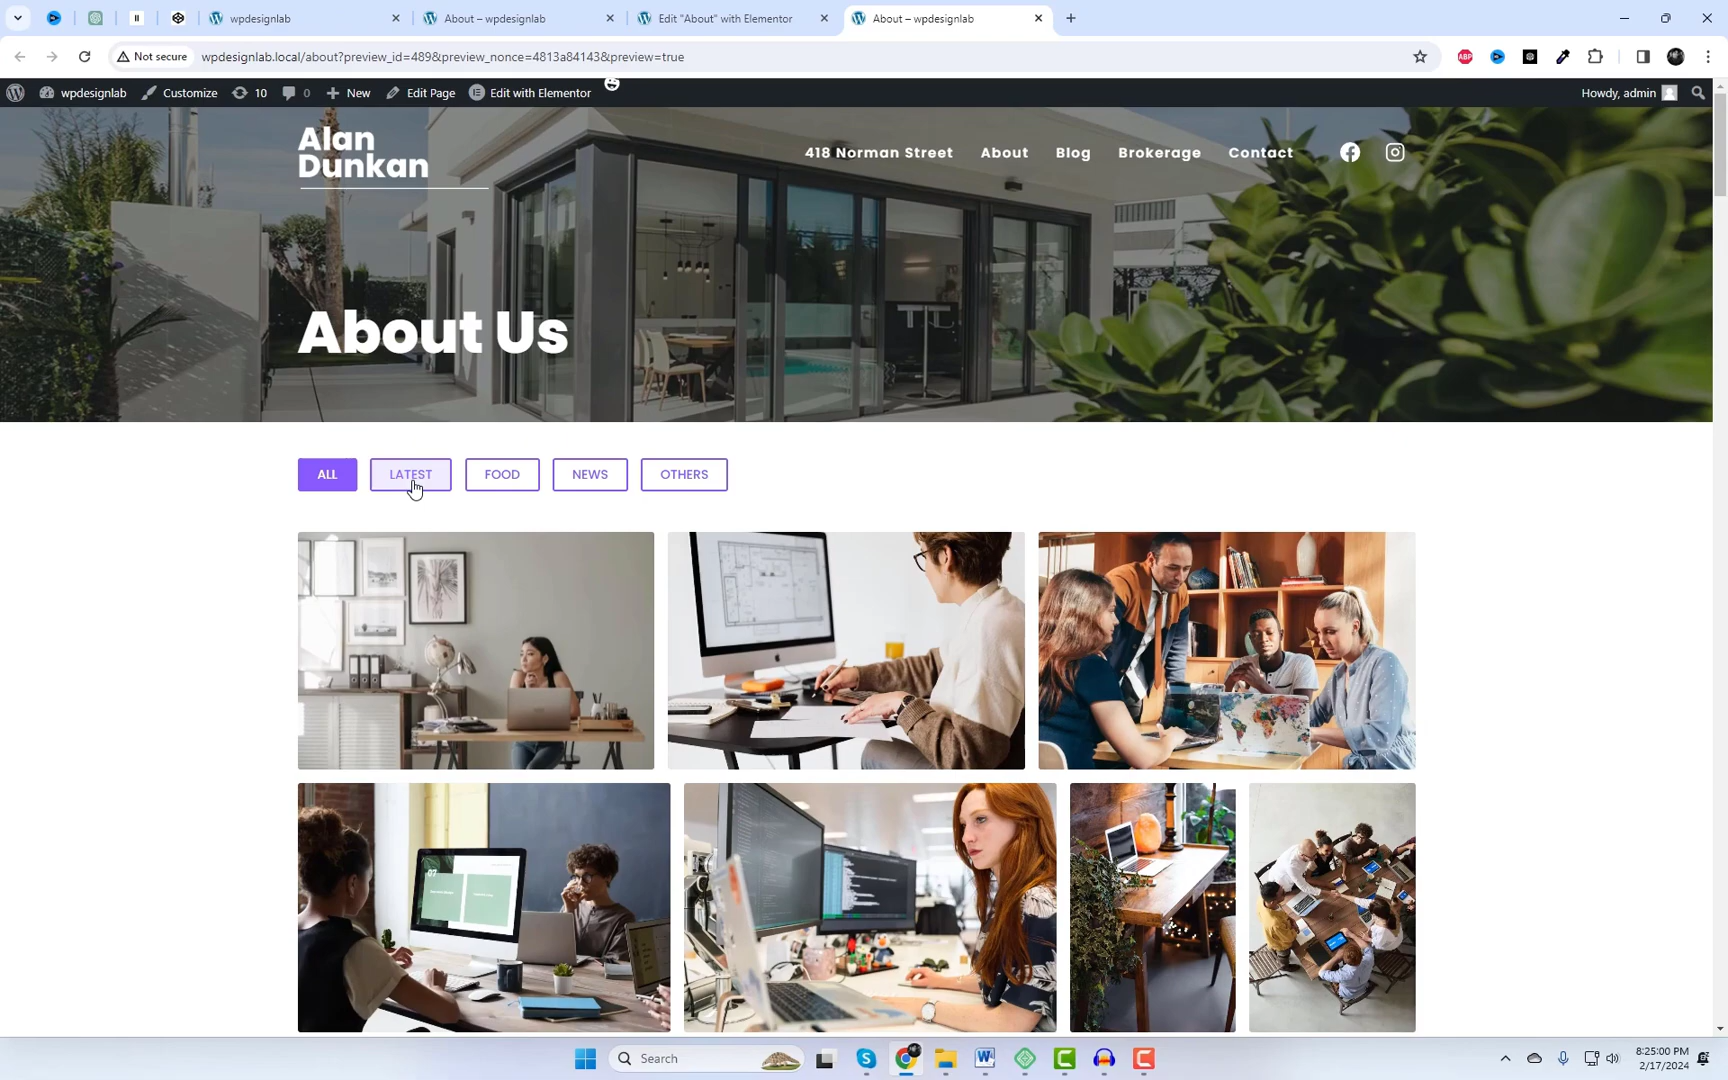 wpdesignlab
About – wpdesignlab
Edit "About" with Elementor
About – wpdesignlab
Not secure
wpdesignlab.local/about?preview_id=489&preview_nonce=4813a84143&preview=true
ABP
wpdesignlab
Customize
10
0
New
Edit Page
Edit with Elementor
Howdy, admin
Alan
Dunkan
418 Norman Street
About
Blog
Brokerage
Contact
About Us
ALL
LATEST
FOOD
NEWS
OTHERS
07
Search
8:25:00 PM
2/17/2024